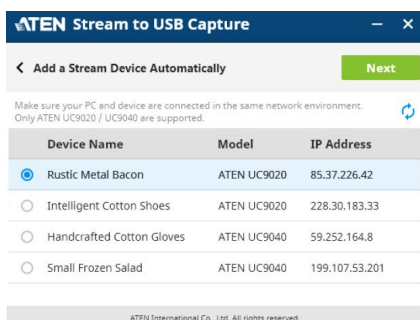 ATEN Stream to USB Capture
Add a Stream Device Automatically
Next
Make sure your PC and device are connected in the same network environment.
Only ATEN UC9020 / UC9040 are supported.
Device Name Model IP Address
Rustic Metal Bacon ATEN UC9020 85.37.226.42
Intelligent Cotton Shoes ATEN UC9020 228.30.183.33
Handcrafted Cotton Gloves ATEN UC9040 59.252.164.8
Small Frozen Salad ATEN UC9040 199.107.53.201
ATEN International Co., Ltd. All rights reserved.